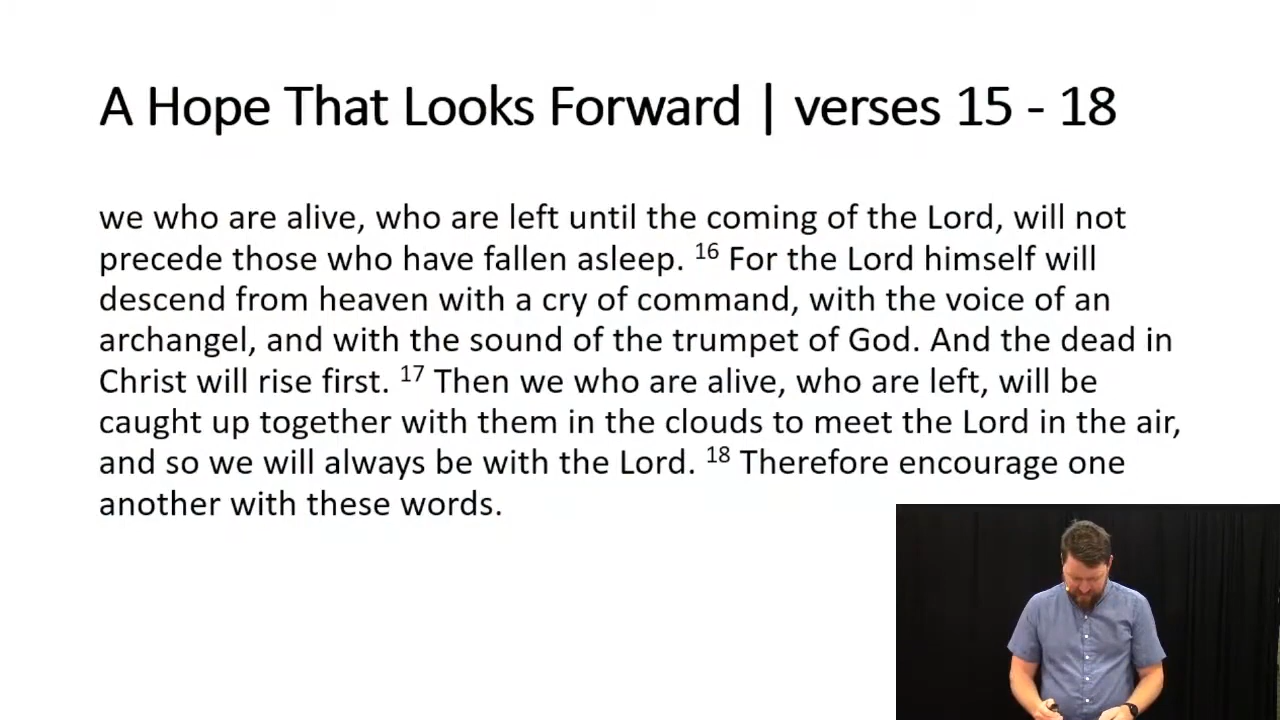 A Hope That Looks Forward | verses 15 - 18
we who are alive, who are left until the coming of the Lord, will not
precede those who have fallen asleep. 16 For the Lord himself will
descend from heaven with a cry of command, with the voice of an
archangel, and with the sound of the trumpet of God. And the dead in
Christ will rise first. 17 Then we who are alive, who are left, will be
caught up together with them in the clouds to meet the Lord in the air,
and so we will always be with the Lord. 18 Therefore encourage one
another with these words.